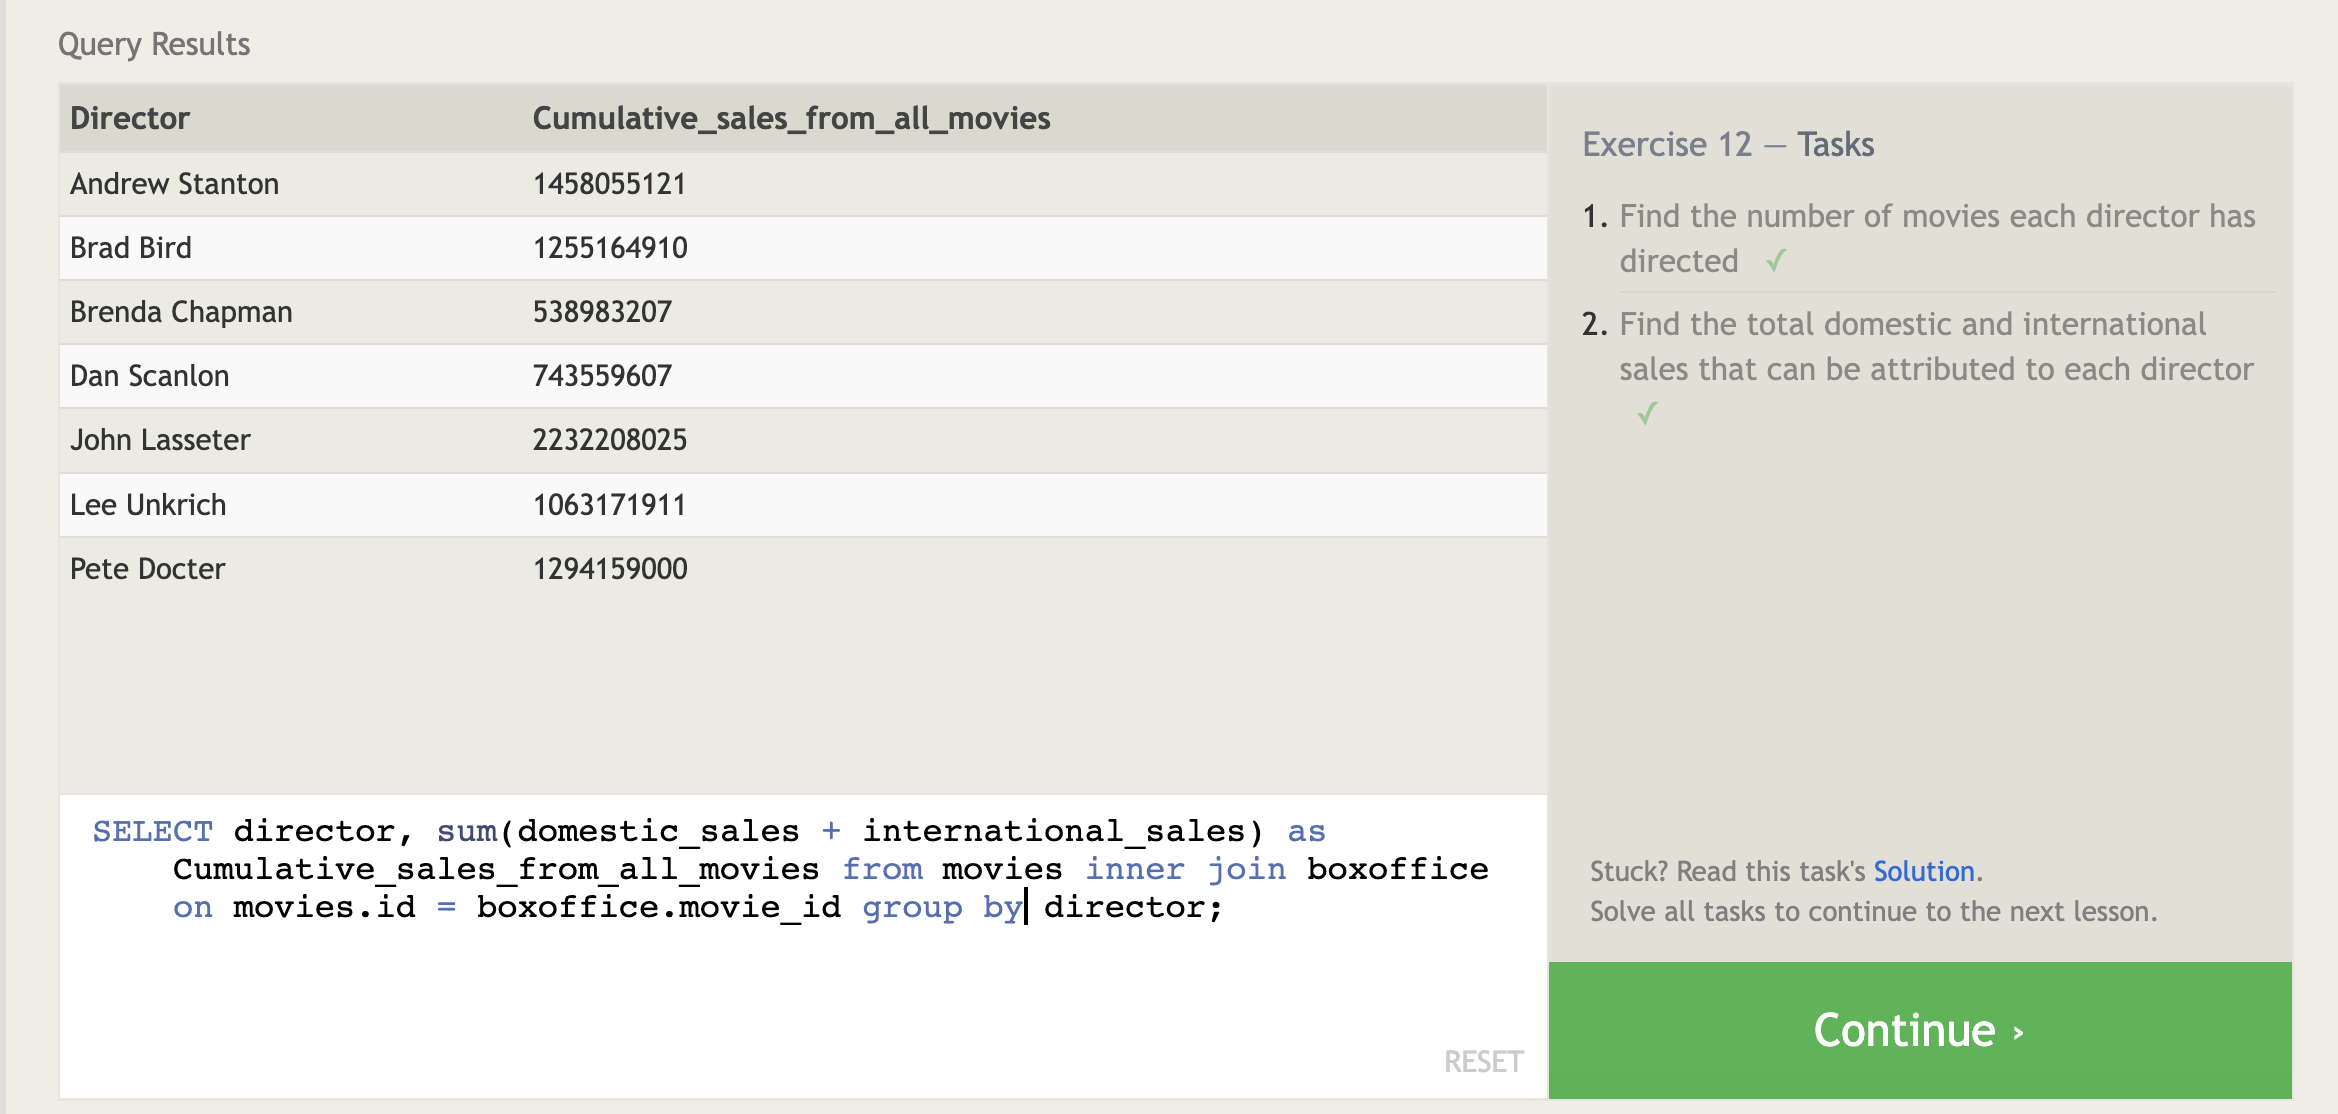 Query Results
Director Cumulative_sales_from_all_movies
Andrew Stanton 1458055121
Brad Bird 1255164910
Brenda Chapman 538983207
Dan Scanlon 743559607
John Lasseter 2232208025
Lee Unkrich 1063171911
Pete Docter 1294159000
SELECT director, sum(domestic_sales + international_sales) as
Cumulative_sales_from_all_movies from movies inner join boxoffice
on movies.id = boxoffice.movie_id group by director;
RESET
Exercise 12 — Tasks
1. Find the number of movies each director has
directed ✓
2. Find the total domestic and international
sales that can be attributed to each director
✓
Stuck? Read this task's Solution.
Solve all tasks to continue to the next lesson.
Continue ›